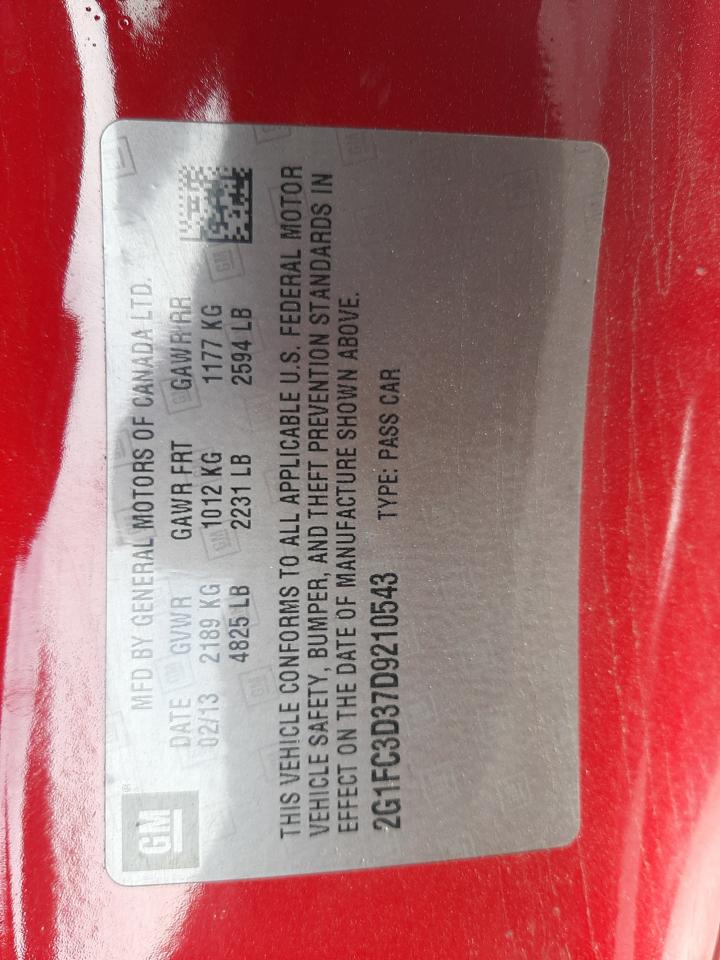 GM®
MFD BY GENERAL MOTORS OF CANADA LTD.
DATE GVWR GAWR FRT GAWR RR
02/13 2189 KG 1012 KG 1177 KG
4825 LB 2231 LB 2594 LB
THIS VEHICLE CONFORMS TO ALL APPLICABLE U.S. FEDERAL MOTOR
VEHICLE SAFETY, BUMPER, AND THEFT PREVENTION STANDARDS IN
EFFECT ON THE DATE OF MANUFACTURE SHOWN ABOVE.
2G1FC3D37D9210543 TYPE: PASS CAR